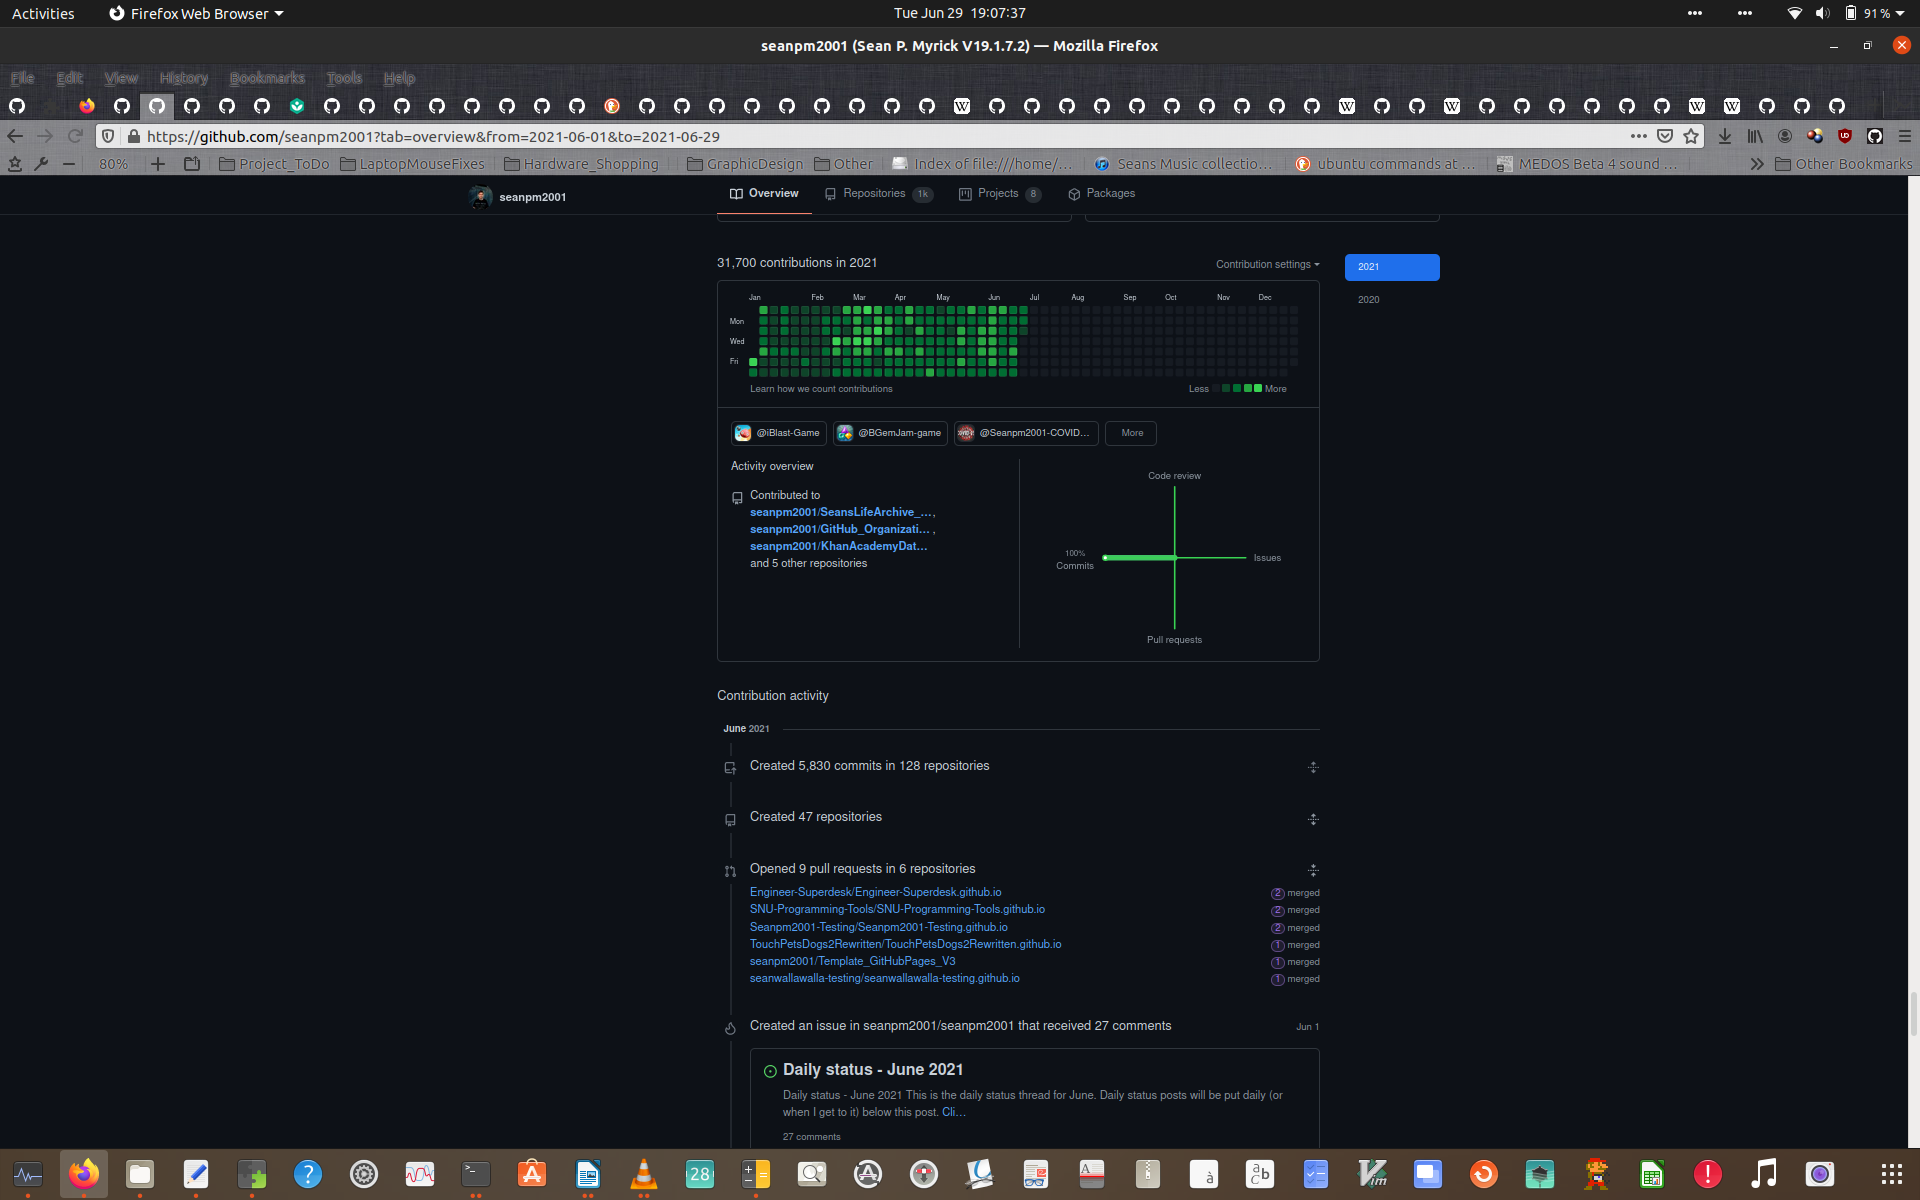 Activities
Firefox Web Browser
Tue Jun 29 19:07:37
91 %
seanpm2001 (Sean P. Myrick V19.1.7.2) — Mozilla Firefox
File Edit View History Bookmarks Tools Help
https://github.com/seanpm2001?tab=overview&from=2021-06-01&to=2021-06-29
80%
Project_ToDo
LaptopMouseFixes
Hardware_Shopping
GraphicDesign
Other
Index of file:///home/...
Seans Music collectio...
ubuntu commands at ...
MEDOS Beta 4 sound ...
Other Bookmarks
seanpm2001
Overview
Repositories 1k
Projects 8
Packages
31,700 contributions in 2021
Contribution settings
2021
2020
Jan Feb Mar Apr May Jun Jul Aug Sep Oct Nov Dec
Mon
Wed
Fri
Learn how we count contributions
Less
More
@iBlast-Game
@BGemJam-game
@Seanpm2001-COVID...
More
Activity overview
Contributed to
seanpm2001/SeansLifeArchive_... ,
seanpm2001/GitHub_Organizati... ,
seanpm2001/KhanAcademyDat...
and 5 other repositories
Code review
100%
Commits
Issues
Pull requests
Contribution activity
June 2021
Created 5,830 commits in 128 repositories
Created 47 repositories
Opened 9 pull requests in 6 repositories
Engineer-Superdesk/Engineer-Superdesk.github.io 2 merged
SNU-Programming-Tools/SNU-Programming-Tools.github.io 2 merged
Seanpm2001-Testing/Seanpm2001-Testing.github.io 2 merged
TouchPetsDogs2Rewritten/TouchPetsDogs2Rewritten.github.io 1 merged
seanpm2001/Template_GitHubPages_V3 1 merged
seanwallawalla-testing/seanwallawalla-testing.github.io 1 merged
Created an issue in seanpm2001/seanpm2001 that received 27 comments
Jun 1
Daily status - June 2021
Daily status - June 2021 This is the daily status thread for June. Daily status posts will be put daily (or
when I get to it) below this post. Cli...
27 comments
28